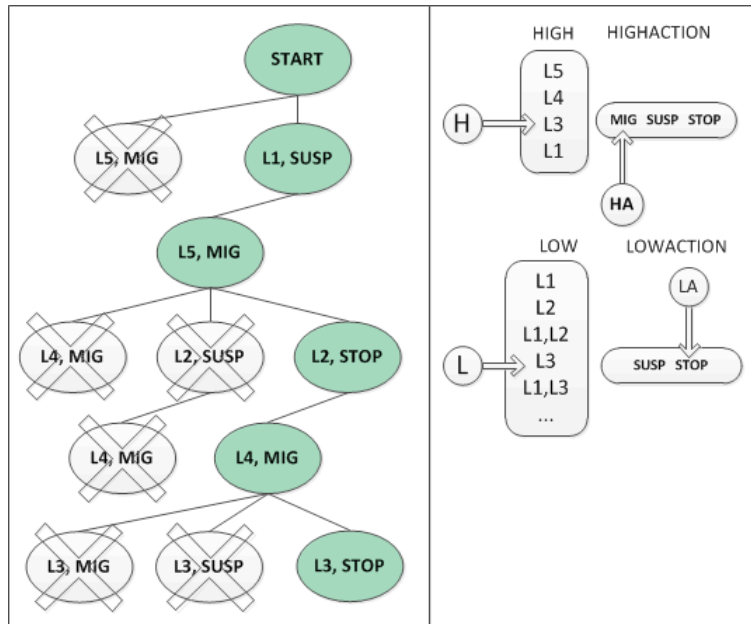 START
L5, MIG
L1, SUSP
L5, MIG
L4, MIG
L2, SUSP
L2, STOP
L4, MIG
L4, MIG
L3, MIG
L3, SUSP
L3, STOP
HIGH
HIGHACTION
L5
L4
L3
L1
H
MIG SUSP STOP
HA
LOW
LOWACTION
L1
L2
L1,L2
L3
L1,L3
...
L
LA
SUSP STOP